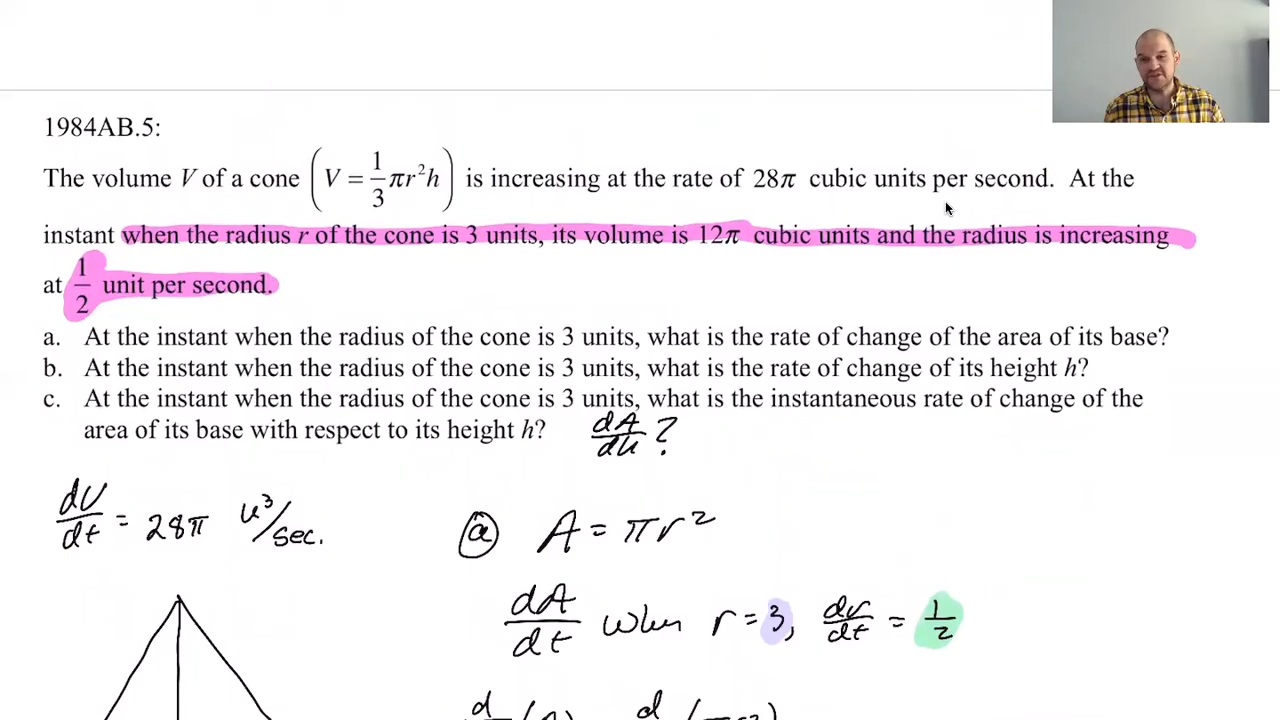 1984AB.5:
The volume V of a cone (V = 1/3 πr²h) is increasing at the rate of 28π cubic units per second. At the
instant when the radius r of the cone is 3 units, its volume is 12π cubic units and the radius is increasing
at 1/2 unit per second.
a. At the instant when the radius of the cone is 3 units, what is the rate of change of the area of its base?
b. At the instant when the radius of the cone is 3 units, what is the rate of change of its height h?
c. At the instant when the radius of the cone is 3 units, what is the instantaneous rate of change of the
area of its base with respect to its height h? dA/dh ?
dV/dt = 28π u³/sec.
ⓐ A = πr²
dA/dt when r = 3, dr/dt = 1/2